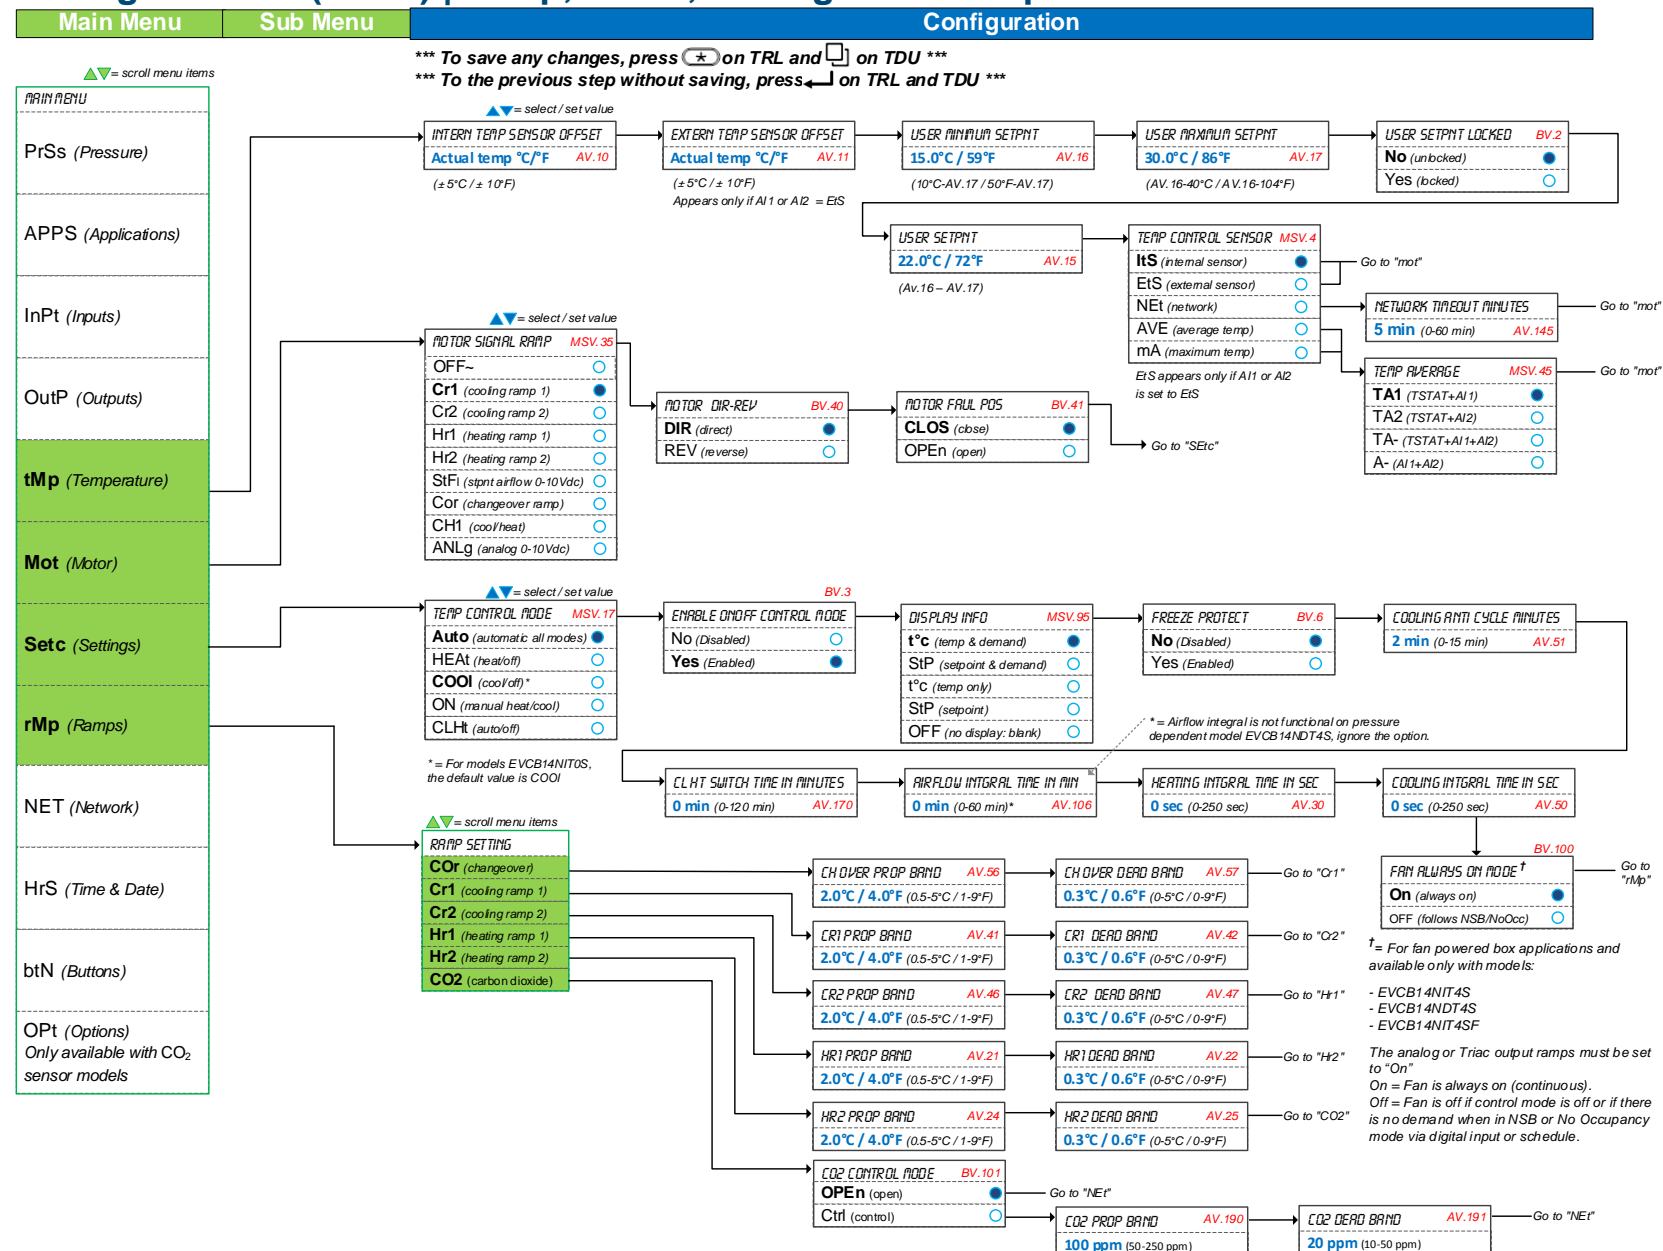 Main Menu
Sub Menu
Configuration
*** To save any changes, press on TRL and on TDU ***
*** To the previous step without saving, press on TRL and TDU ***
= scroll menu items
MAIN MENU
PrSs (Pressure)
APPS (Applications)
InPt (Inputs)
OutP (Outputs)
tMp (Temperature)
Mot (Motor)
Setc (Settings)
rMp (Ramps)
NET (Network)
HrS (Time & Date)
btN (Buttons)
OPt (Options)
Only available with CO2
sensor models
= select / set value
INTERN TEMP SENSOR OFFSET
Actual temp °C/°F AV.10
(± 5°C / ± 10°F)
EXTERN TEMP SENSOR OFFSET
Actual temp °C/°F AV.11
(± 5°C / ± 10°F)
Appears only if AI1 or AI2 = EtS
USER MINIMUM SETPNT
15.0°C / 59°F AV.16
(10°C-AV.17 / 50°F-AV.17)
USER MAXIMUM SETPNT
30.0°C / 86°F AV.17
(AV.16-40°C / AV.16-104°F)
USER SETPNT LOCKED BV.2
No (unlocked)
Yes (locked)
USER SETPNT
22.0°C / 72°F AV.15
(Av.16 – AV.17)
TEMP CONTROL SENSOR MSV.4
ItS (internal sensor)
EtS (external sensor)
NEt (network)
AVE (average temp)
mA (maximum temp)
EtS appears only if AI1 or AI2
is set to EtS
Go to "mot"
NETWORK TIMEOUT MINUTES
5 min (0-60 min) AV.145
Go to "mot"
TEMP AVERAGE MSV.45
TA1 (TSTAT+AI1)
TA2 (TSTAT+AI2)
TA- (TSTAT+AI1+AI2)
A- (AI1+AI2)
Go to "mot"
= select / set value
MOTOR SIGNAL RAMP MSV.35
OFF~
Cr1 (cooling ramp 1)
Cr2 (cooling ramp 2)
Hr1 (heating ramp 1)
Hr2 (heating ramp 2)
StFl (stpnt airflow 0-10Vdc)
Cor (changeover ramp)
CH1 (cool/heat)
ANLg (analog 0-10Vdc)
MOTOR DIR-REV BV.40
DIR (direct)
REV (reverse)
MOTOR FAUL POS BV.41
CLOS (close)
OPEn (open)
Go to "SEtc"
= select / set value
TEMP CONTROL MODE MSV.17
Auto (automatic all modes)
HEAt (heat/off)
COOl (cool/off) *
ON (manual heat/cool)
CLHt (auto/off)
* = For models EVCB14NIT0S,
the default value is COOl
BV.3
ENABLE ONOFF CONTROL MODE
No (Disabled)
Yes (Enabled)
DISPLAY INFO MSV.95
t°c (temp & demand)
StP (setpoint & demand)
t°c (temp only)
StP (setpoint)
OFF (no display: blank)
FREEZE PROTECT BV.6
No (Disabled)
Yes (Enabled)
COOLING ANTI CYCLE MINUTES
2 min (0-15 min) AV.51
* = Airflow integral is not functional on pressure
dependent model EVCB14NDT4S, ignore the option.
CLHT SWITCH TIME IN MINUTES
0 min (0-120 min) AV.170
AIRFLOW INTGRAL TIME IN MIN
0 min (0-60 min)* AV.106
HEATING INTGRAL TIME IN SEC
0 sec (0-250 sec) AV.30
COOLING INTGRAL TIME IN SEC
0 sec (0-250 sec) AV.50
BV.100
FAN ALWAYS ON MODE †
On (always on)
OFF (follows NSB/NoOcc)
Go to
"rMp"
† = For fan powered box applications and
available only with models:
- EVCB14NIT4S
- EVCB14NDT4S
- EVCB14NIT4SF
The analog or Triac output ramps must be set
to "On"
On = Fan is always on (continuous).
Off = Fan is off if control mode is off or if there
is no demand when in NSB or No Occupancy
mode via digital input or schedule.
= scroll menu items
RAMP SETTING
COr (changeover)
Cr1 (cooling ramp 1)
Cr2 (cooling ramp 2)
Hr1 (heating ramp 1)
Hr2 (heating ramp 2)
CO2 (carbon dioxide)
CHOVER PROP BAND AV.56
2.0°C / 4.0°F (0.5-5°C / 1-9°F)
CHOVER DEAD BAND AV.57
0.3°C / 0.6°F (0-5°C / 0-9°F)
Go to "Cr1"
CR1 PROP BAND AV.41
2.0°C / 4.0°F (0.5-5°C / 1-9°F)
CR1 DEAD BAND AV.42
0.3°C / 0.6°F (0-5°C / 0-9°F)
Go to "Cr2"
CR2 PROP BAND AV.46
2.0°C / 4.0°F (0.5-5°C / 1-9°F)
CR2 DEAD BAND AV.47
0.3°C / 0.6°F (0-5°C / 0-9°F)
Go to "Hr1"
HR1 PROP BAND AV.21
2.0°C / 4.0°F (0.5-5°C / 1-9°F)
HR1 DEAD BAND AV.22
0.3°C / 0.6°F (0-5°C / 0-9°F)
Go to "Hr2"
HR2 PROP BAND AV.24
2.0°C / 4.0°F (0.5-5°C / 1-9°F)
HR2 DEAD BAND AV.25
0.3°C / 0.6°F (0-5°C / 0-9°F)
Go to "CO2"
CO2 CONTROL MODE BV.101
OPEn (open)
Ctrl (control)
Go to "NEt"
CO2 PROP BAND AV.190
100 ppm (50-250 ppm)
CO2 DEAD BAND AV.191
20 ppm (10-50 ppm)
Go to "NEt"